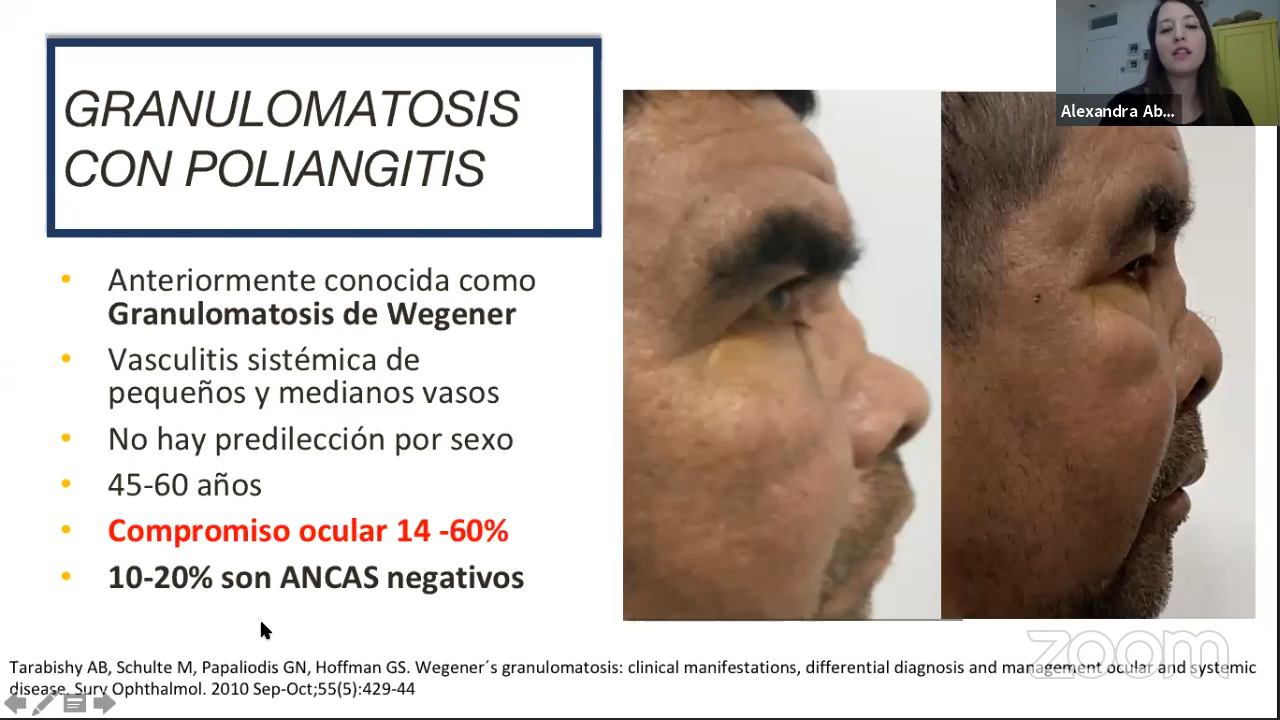 GRANULOMATOSIS
CON POLIANGITIS
Alexandra Ab...
• Anteriormente conocida como
Granulomatosis de Wegener
• Vasculitis sistémica de
pequeños y medianos vasos
• No hay predilección por sexo
• 45-60 años
• Compromiso ocular 14 -60%
• 10-20% son ANCAS negativos
zoom
Tarabishy AB, Schulte M, Papaliodis GN, Hoffman GS. Wegener´s granulomatosis: clinical manifestations, differential diagnosis and management ocular and systemic
disease. Surv Ophthalmol. 2010 Sep-Oct;55(5):429-44